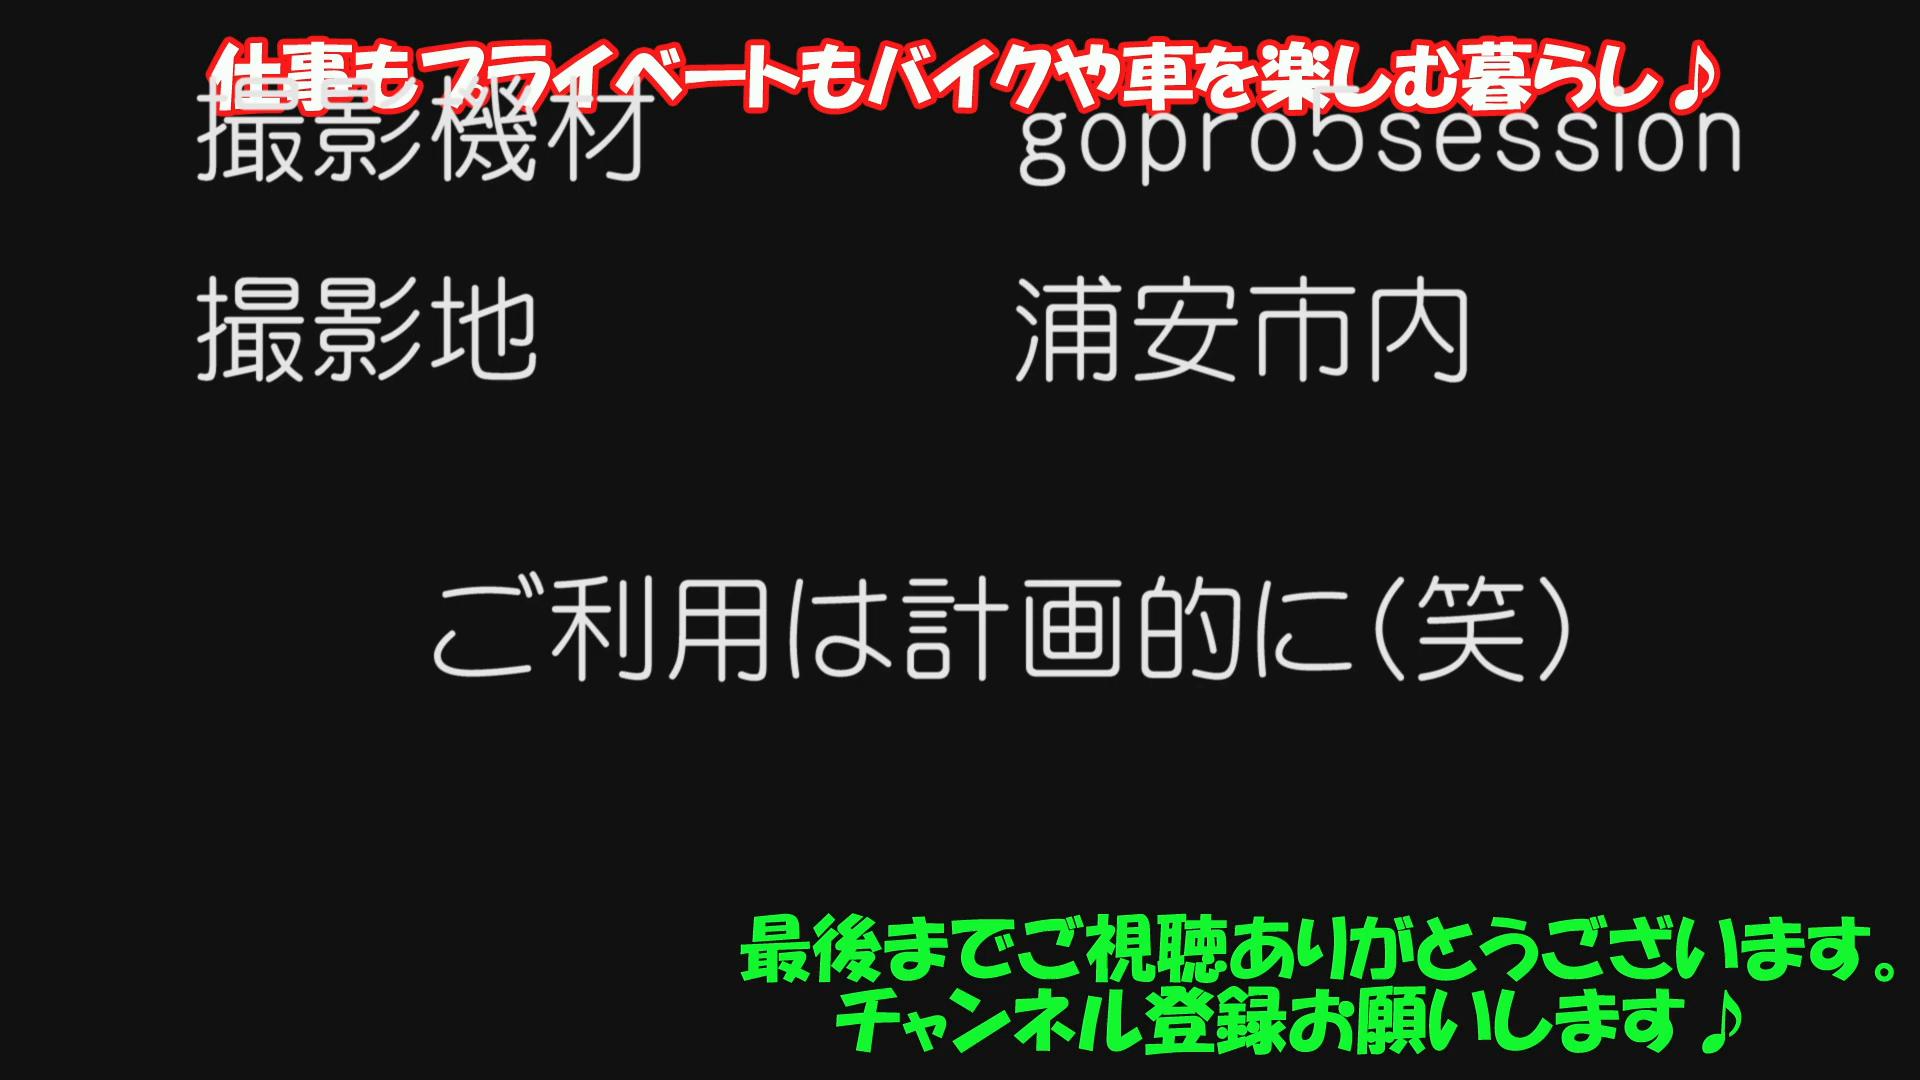 仕事もプライベートもバイクや車を楽しむ暮らし♪
撮影機材 gopro5session
撮影地 浦安市内
ご利用は計画的に(笑)
最後までご視聴ありがとうございます。
チャンネル登録お願いします♪